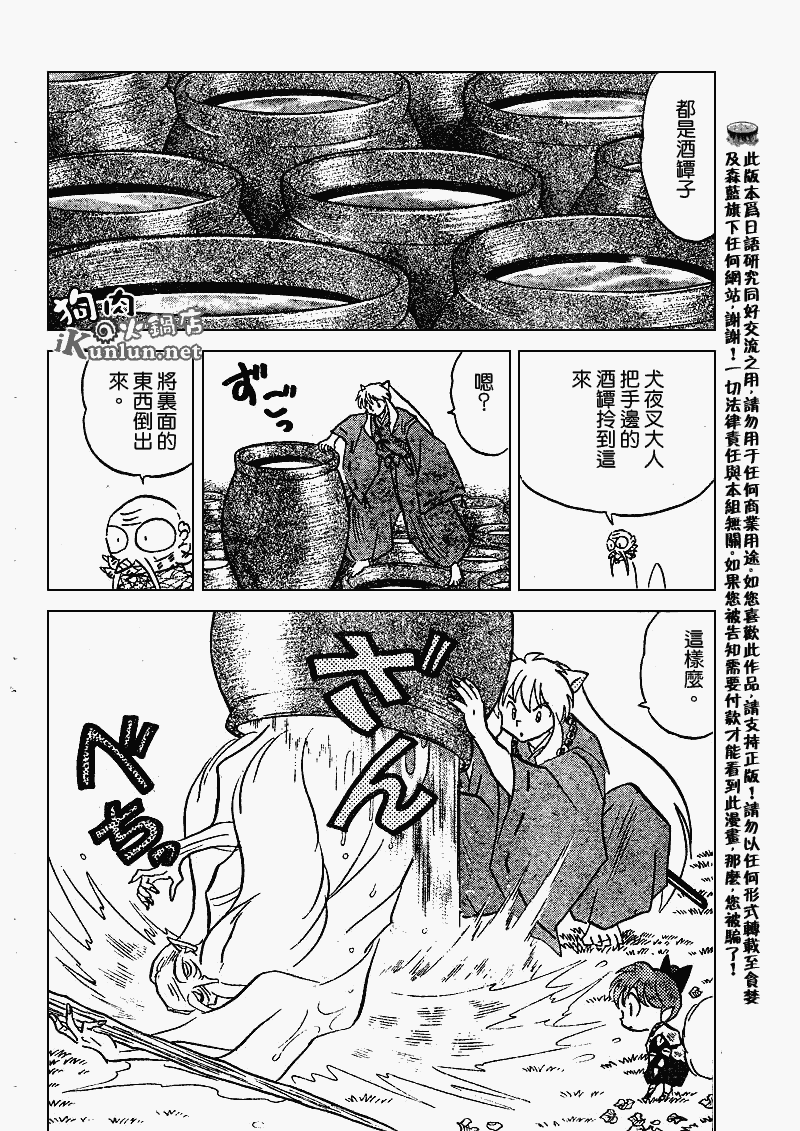 都是酒罈子
犬夜叉大人
把手邊的
酒罈拎到這
來
嗯?
ず
ごっ
將裏面的
東西倒出
來。
這樣麼。
ざん
べ
べちゃっ
狗肉
火鍋店
iKunlun.net
此版本爲日語研究同好交流之用,請勿用于任何商業用途。如您喜歡此作品,請支持正版!請勿以任何形式轉載至貪婪
及森藍旗下任何網站,謝謝!一切法律責任與本組無關。如果您被告知需要付款才能看到此漫畫,那麼,您被騙了!